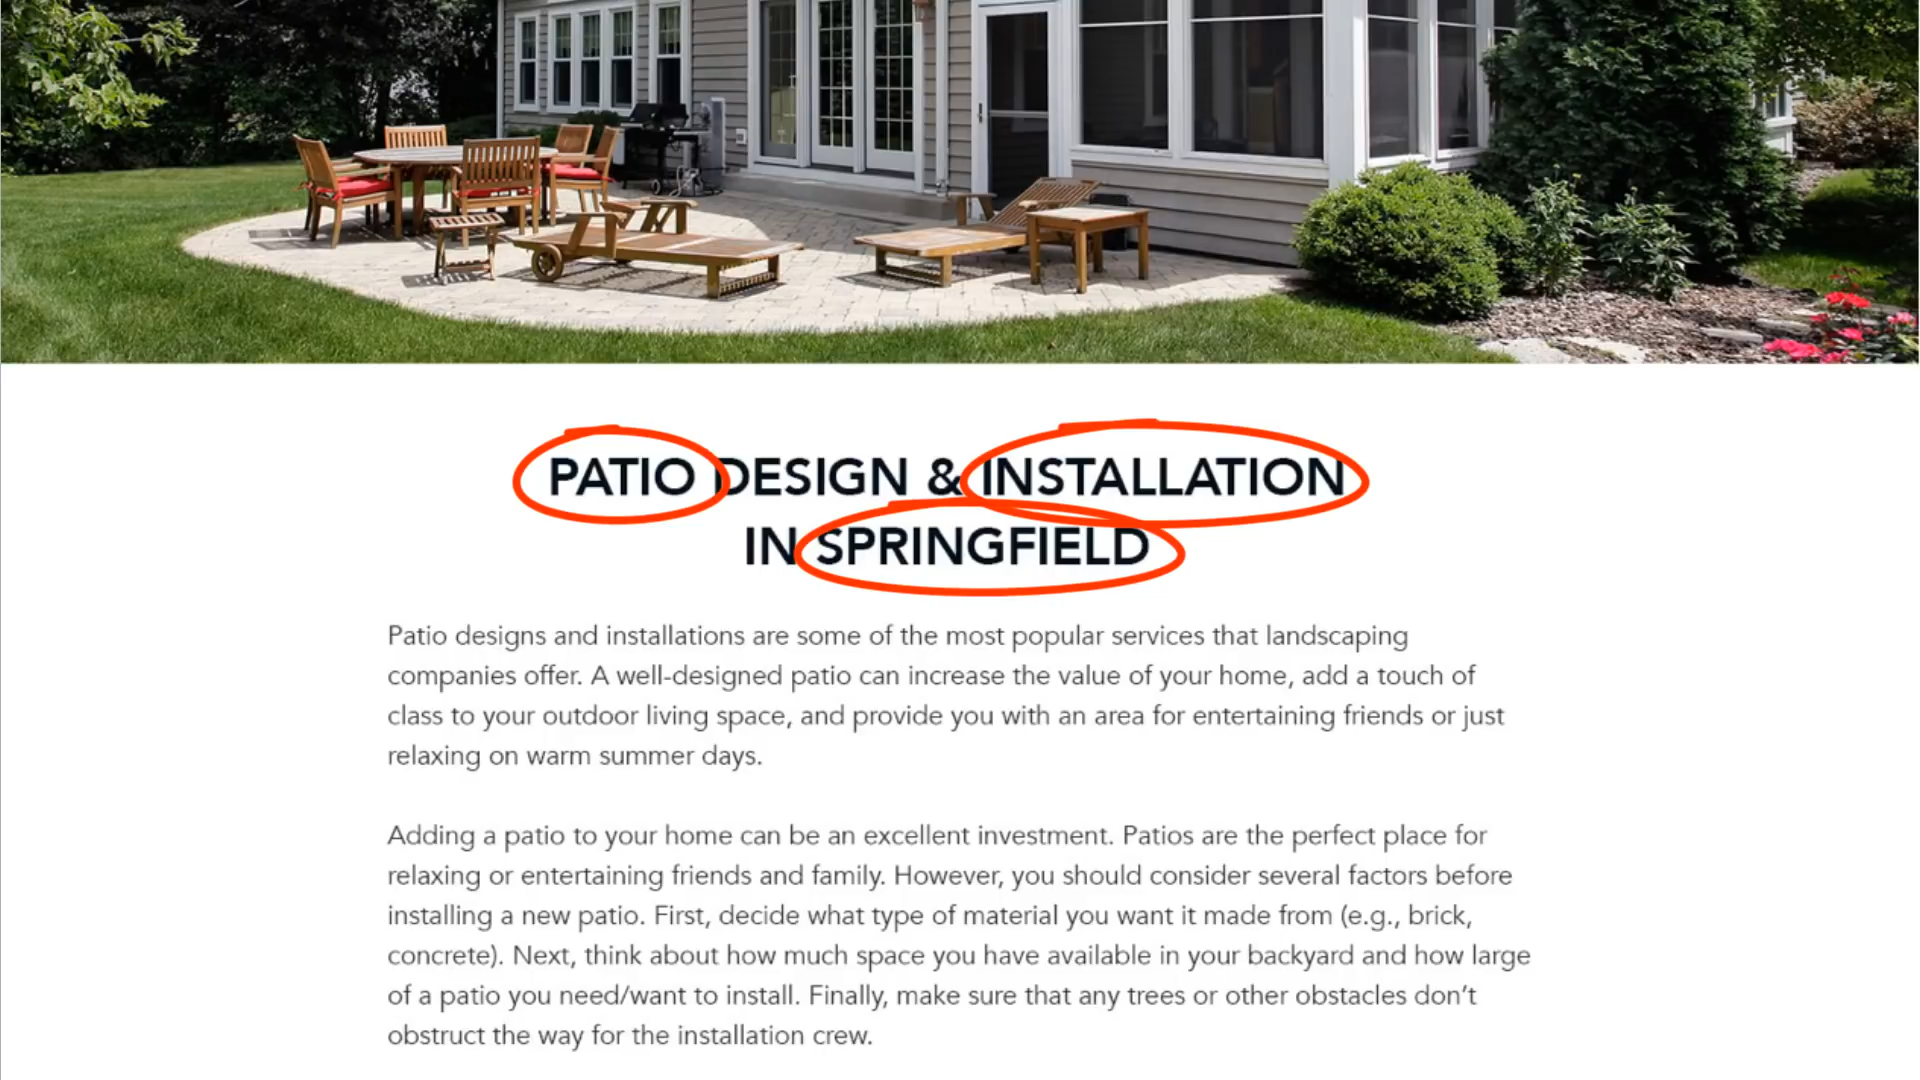 PATIO DESIGN & INSTALLATION
IN SPRINGFIELD
Patio designs and installations are some of the most popular services that landscaping
companies offer. A well-designed patio can increase the value of your home, add a touch of
class to your outdoor living space, and provide you with an area for entertaining friends or just
relaxing on warm summer days.
Adding a patio to your home can be an excellent investment. Patios are the perfect place for
relaxing or entertaining friends and family. However, you should consider several factors before
installing a new patio. First, decide what type of material you want it made from (e.g., brick,
concrete). Next, think about how much space you have available in your backyard and how large
of a patio you need/want to install. Finally, make sure that any trees or other obstacles don’t
obstruct the way for the installation crew.